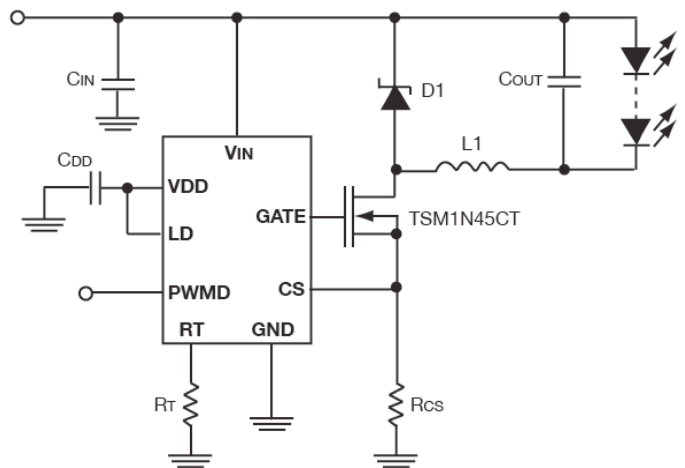 CIN
D1
COUT
VIN
L1
CDD
VDD
GATE
TSM1N45CT
LD
PWMD
CS
RT
GND
RT
RCS